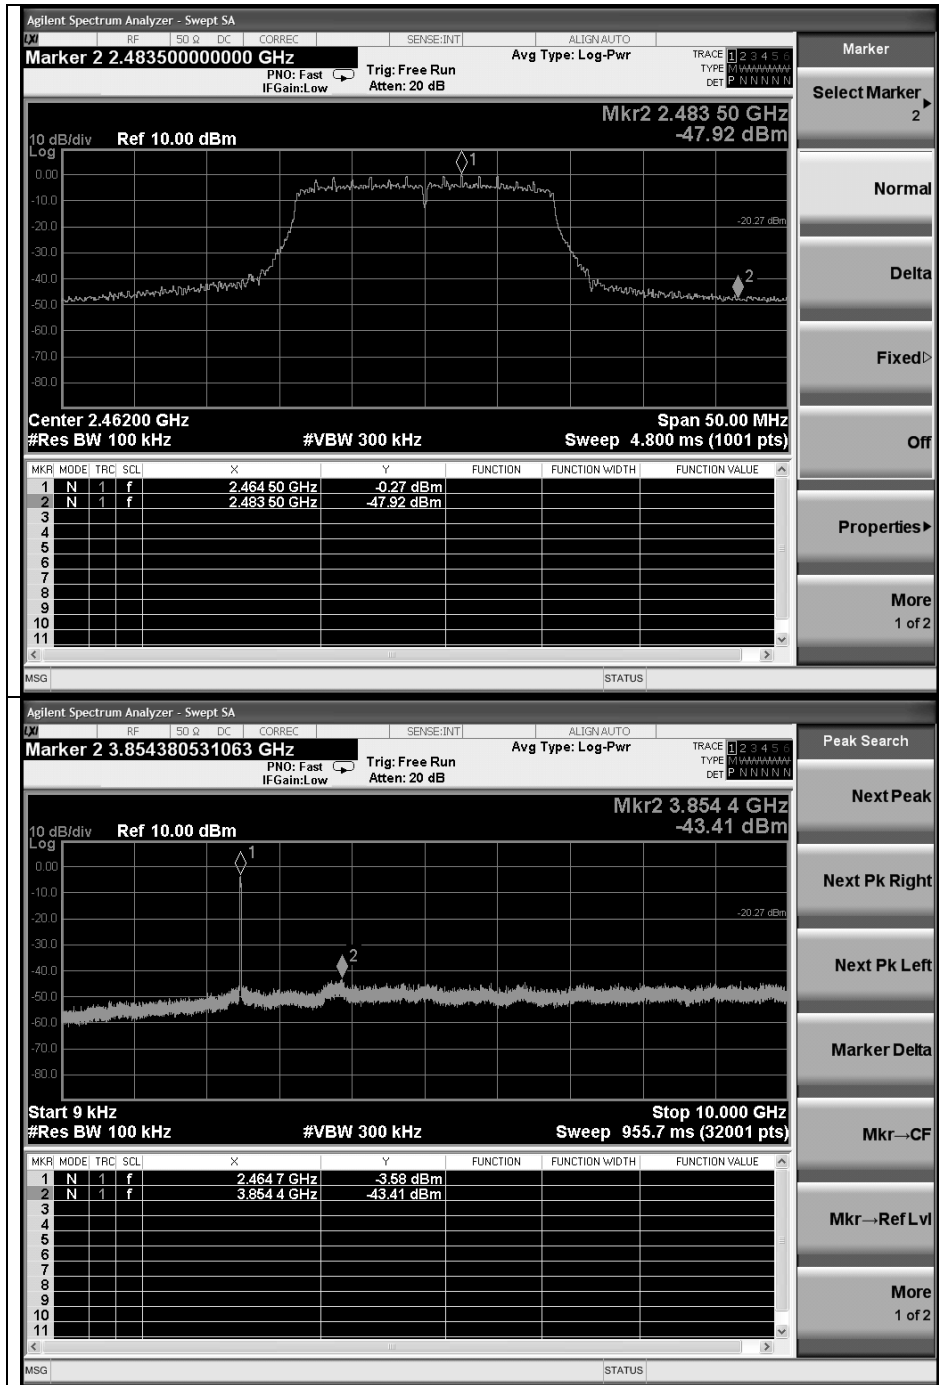 Agilent Spectrum Analyzer - Swept SA
LXI RF 50 Ω DC CORREC SENSE:INT ALIGN AUTO
Marker 2 2.483500000000 GHz
PNO: Fast
IFGain:Low
Trig: Free Run
Atten: 20 dB
Avg Type: Log-Pwr
TRACE 1 2 3 4 5 6
TYPE M
DET P N N N N N
Mkr2 2.483 50 GHz
-47.92 dBm
10 dB/div Ref 10.00 dBm
Log
0.00
-10.0
-20.0
-30.0
-40.0
-50.0
-60.0
-70.0
-80.0
1
-20.27 dBm
2
Center 2.46200 GHz Span 50.00 MHz
#Res BW 100 kHz #VBW 300 kHz Sweep 4.800 ms (1001 pts)
MKR MODE TRC SCL X Y FUNCTION FUNCTION WIDTH FUNCTION VALUE
1 N 1 f 2.464 50 GHz -0.27 dBm
2 N 1 f 2.483 50 GHz -47.92 dBm
3
4
5
6
7
8
9
10
11
MSG STATUS
Marker
Select Marker
2
Normal
Delta
Fixed
Off
Properties
More
1 of 2
Agilent Spectrum Analyzer - Swept SA
LXI RF 50 Ω DC CORREC SENSE:INT ALIGN AUTO
Marker 2 3.854380531063 GHz
PNO: Fast
IFGain:Low
Trig: Free Run
Atten: 20 dB
Avg Type: Log-Pwr
TRACE 1 2 3 4 5 6
TYPE M
DET P N N N N N
Mkr2 3.854 4 GHz
-43.41 dBm
10 dB/div Ref 10.00 dBm
Log
0.00
-10.0
-20.0
-30.0
-40.0
-50.0
-60.0
-70.0
-80.0
1
-20.27 dBm
2
Start 9 kHz Stop 10.000 GHz
#Res BW 100 kHz #VBW 300 kHz Sweep 955.7 ms (32001 pts)
MKR MODE TRC SCL X Y FUNCTION FUNCTION WIDTH FUNCTION VALUE
1 N 1 f 2.464 7 GHz -3.58 dBm
2 N 1 f 3.854 4 GHz -43.41 dBm
3
4
5
6
7
8
9
10
11
MSG STATUS
Peak Search
Next Peak
Next Pk Right
Next Pk Left
Marker Delta
Mkr→CF
Mkr→Ref Lvl
More
1 of 2